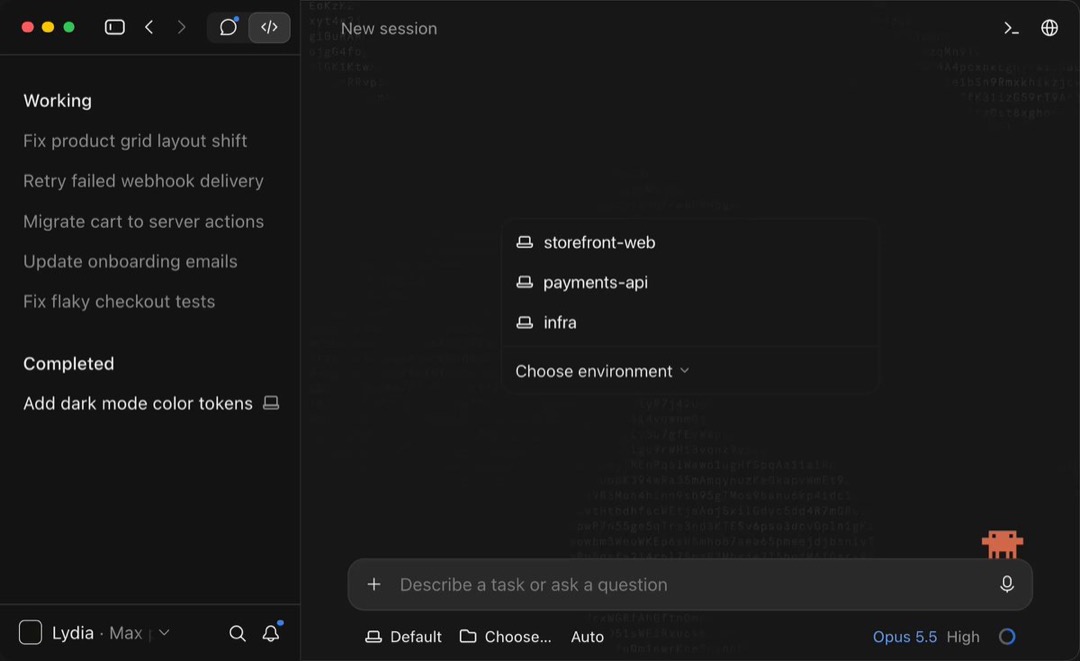 New session
Working
Fix product grid layout shift
Retry failed webhook delivery
Migrate cart to server actions
Update onboarding emails
Fix flaky checkout tests
Completed
Add dark mode color tokens
storefront-web
payments-api
infra
Choose environment
Describe a task or ask a question
Lydia · Max
Default Choose... Auto
Opus 5.5 High